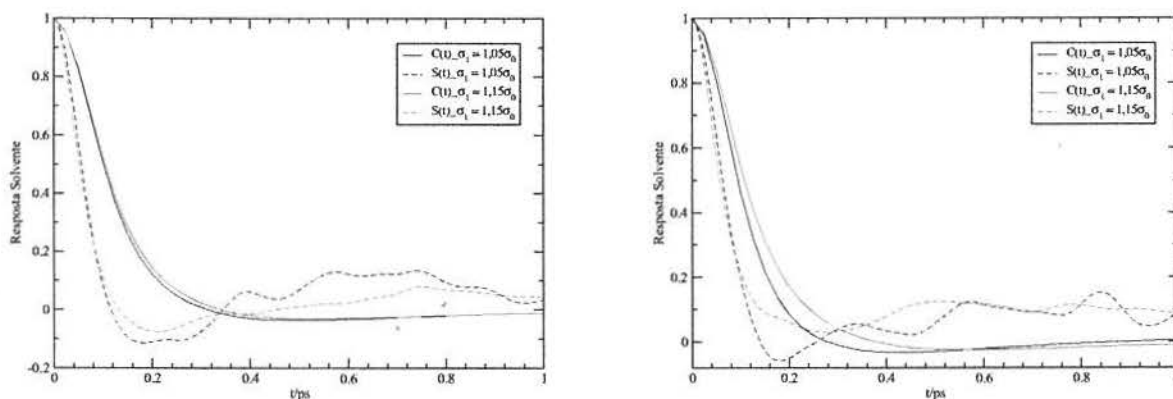 1
0.8
0.6
0.4
0.2
0
-0.2
Resposta Solvente
0
0.2
0.4
0.6
0.8
1
t/ps
C(t)_σ₁ = 1,05σ₀
S(t)_σ₁ = 1,05σ₀
C(t)_σ₁ = 1,15σ₀
S(t)_σ₁ = 1,15σ₀
1
0.8
0.6
0.4
0.2
0
Resposta Solvente
0
0.2
0.4
0.6
0.8
t/ps
C(t)_σ₁ = 1,05σ₀
S(t)_σ₁ = 1,05σ₀
C(t)_σ₁ = 1,15σ₀
S(t)_σ₁ = 1,15σ₀